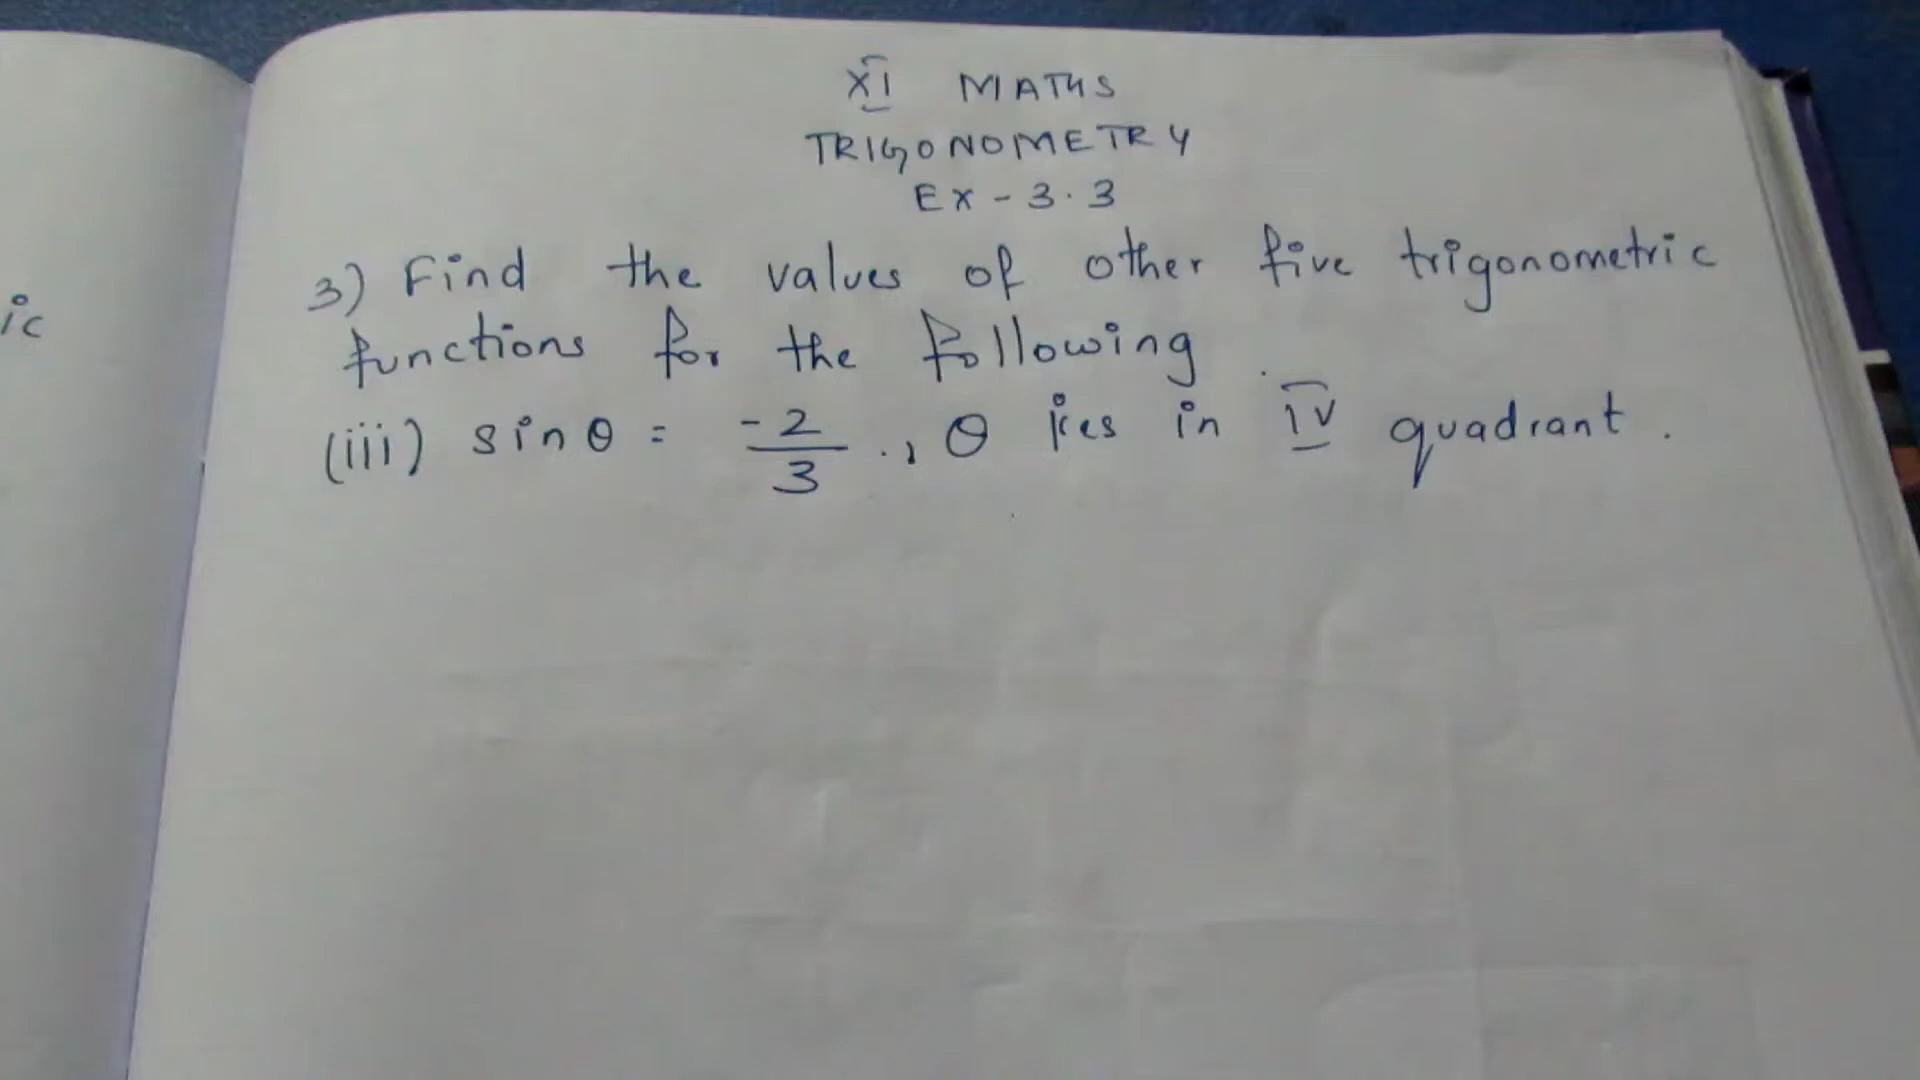 ic
XI MATHS
TRIGONOMETRY
EX - 3.3
3) Find the values of other five trigonometric
functions for the following
(iii) sin θ = -2/3 ., θ lies in IV quadrant.